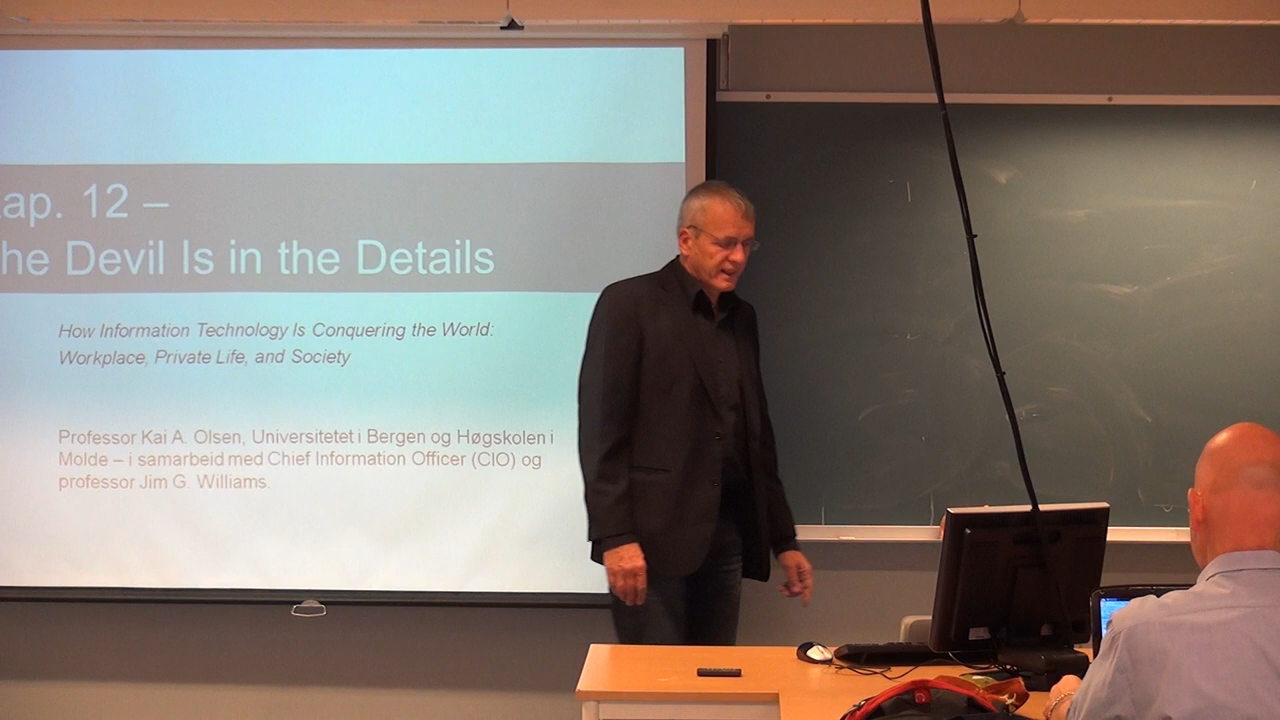 ap. 12 –
he Devil Is in the Details
How Information Technology Is Conquering the World:
Workplace, Private Life, and Society
Professor Kai A. Olsen, Universitetet i Bergen og Høgskolen i
Molde – i samarbeid med Chief Information Officer (CIO) og
professor Jim G. Williams.